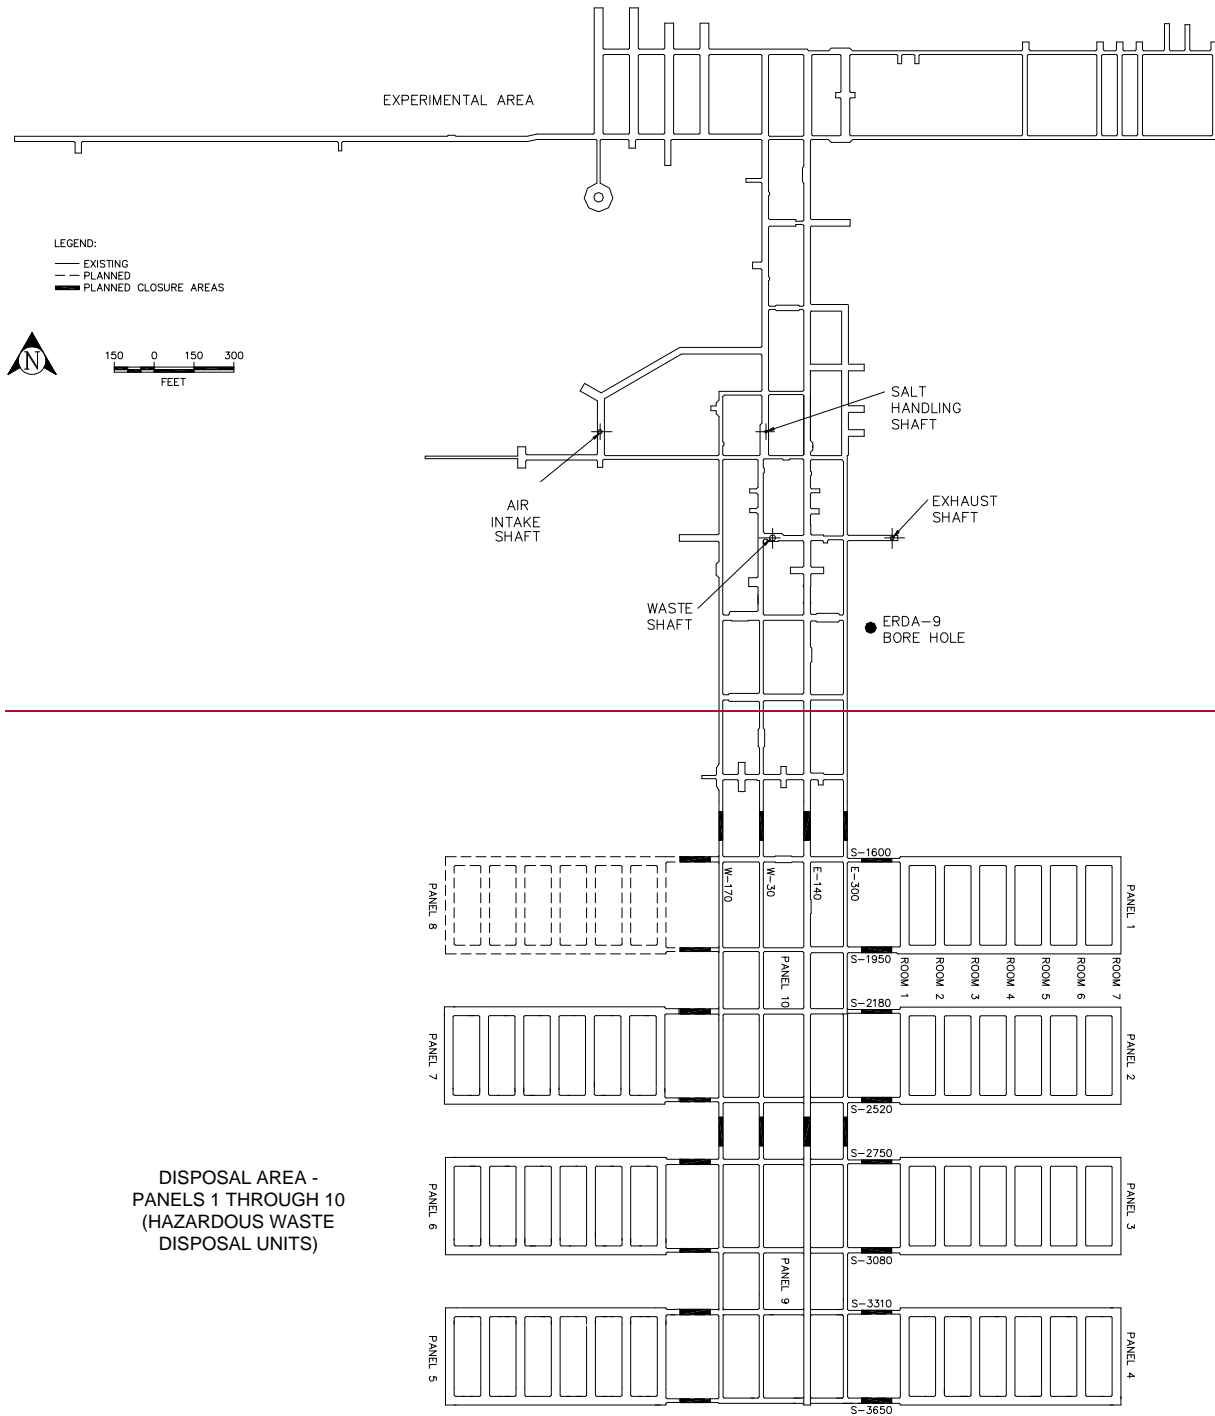 EXPERIMENTAL AREA
LEGEND:
EXISTING
PLANNED
PLANNED CLOSURE AREAS
N
150 0 150 300
FEET
SALT
HANDLING
SHAFT
AIR
INTAKE
SHAFT
EXHAUST
SHAFT
WASTE
SHAFT
ERDA-9
BORE HOLE
S-1600
W-170
W-30
E-140
E-300
PANEL 8
PANEL 1
S-1950
PANEL 10
ROOM 1
ROOM 2
ROOM 3
ROOM 4
ROOM 5
ROOM 6
ROOM 7
S-2180
PANEL 7
PANEL 2
S-2520
S-2750
DISPOSAL AREA -
PANELS 1 THROUGH 10
(HAZARDOUS WASTE
DISPOSAL UNITS)
PANEL 6
PANEL 3
S-3080
PANEL 9
S-3310
PANEL 5
PANEL 4
S-3650